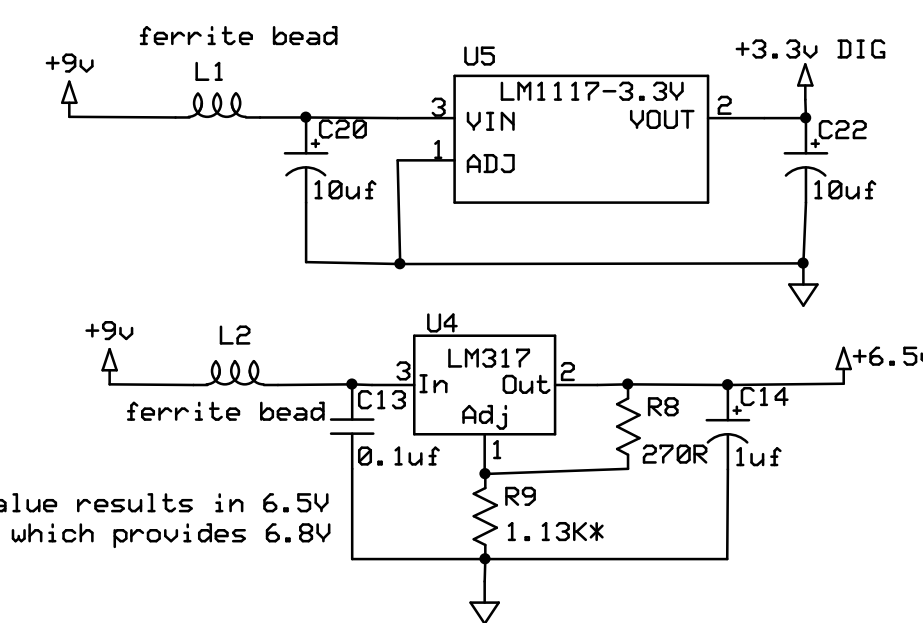 ferrite bead
+9v
L1
U5
+3.3v DIG
LM1117-3.3V
3
VIN
VOUT
2
C20
+
10uf
1
ADJ
C22
+
10uf
+9v
L2
U4
LM317
3
In
Out
2
+6.5v
ferrite bead
C13
0.1uf
Adj
1
R8
270R
C14
+
1uf
R9
1.13K*
alue results in 6.5V
which provides 6.8V